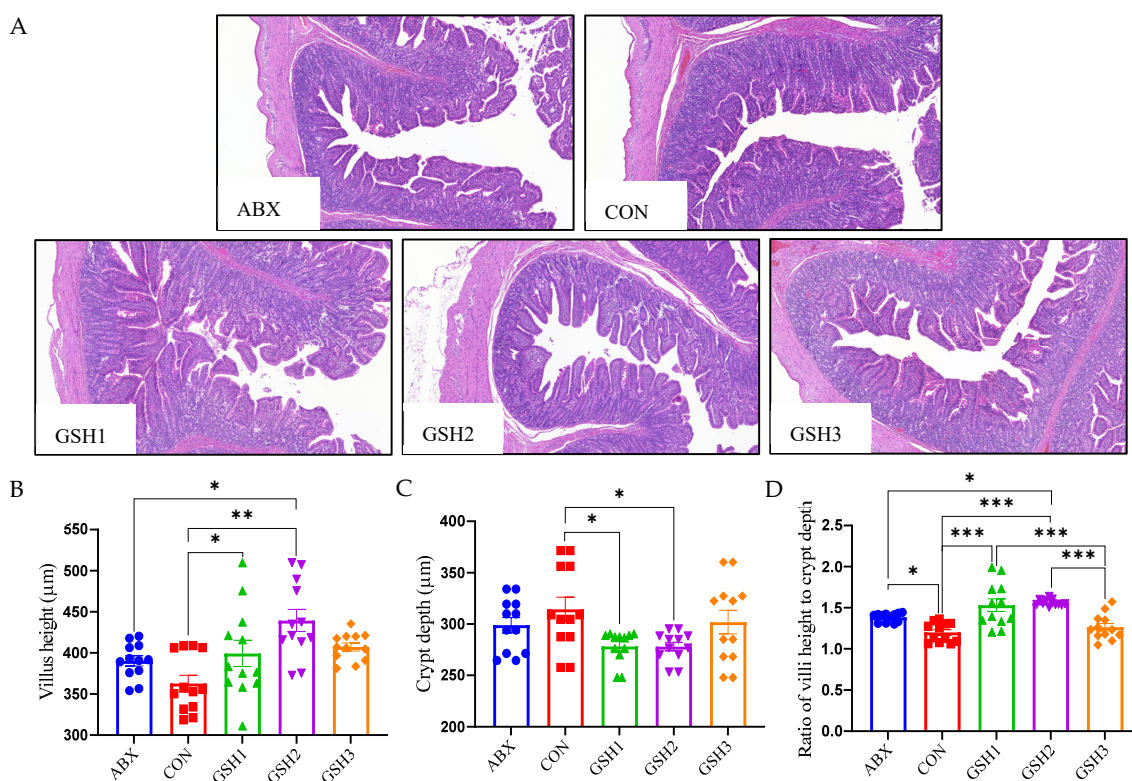 A
ABX
CON
GSH1
GSH2
GSH3
B
Villus height (μm)
550
500
450
400
350
300
*
**
*
ABX
CON
GSH1
GSH2
GSH3
C
Crypt depth (μm)
400
350
300
250
200
*
*
ABX
CON
GSH1
GSH2
GSH3
D
Ratio of villi height to crypt depth
2.5
2.0
1.5
1.0
0.5
0.0
*
***
***
***
*
***
ABX
CON
GSH1
GSH2
GSH3